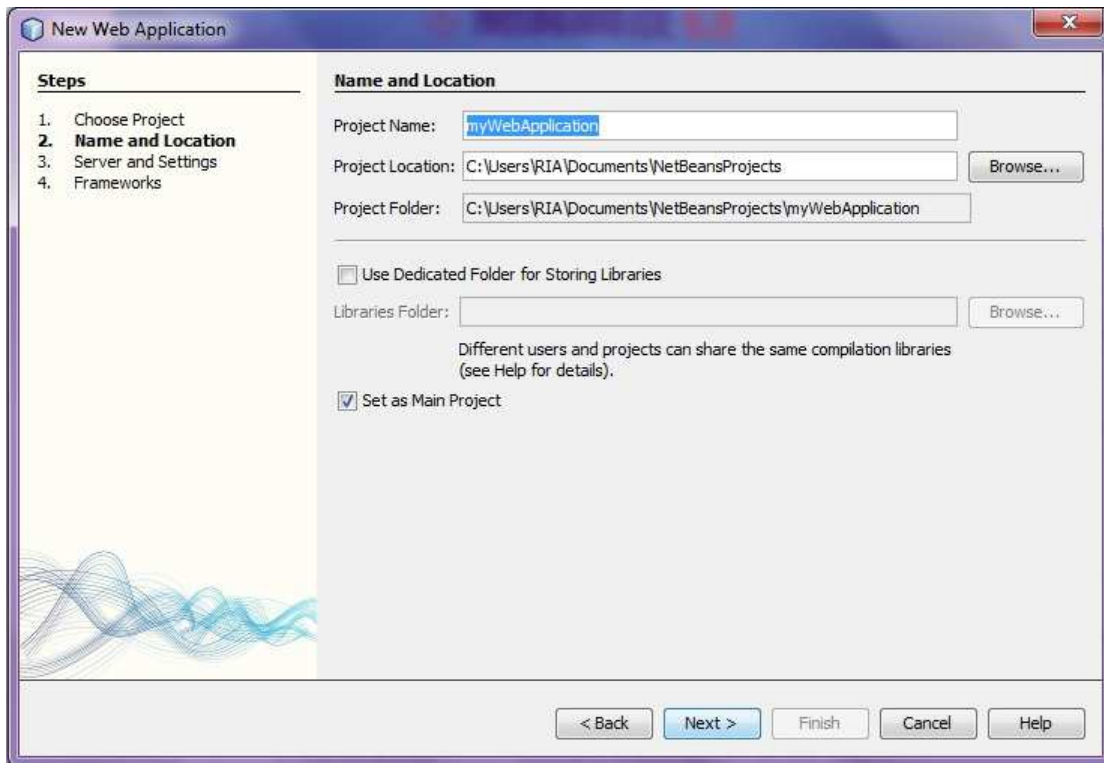 New Web Application
Steps
1. Choose Project
2. Name and Location
3. Server and Settings
4. Frameworks
Name and Location
Project Name: myWebApplication
Project Location: C:\Users\RIA\Documents\NetBeansProjects Browse...
Project Folder: C:\Users\RIA\Documents\NetBeansProjects\myWebApplication
Use Dedicated Folder for Storing Libraries
Libraries Folder: Browse...
Different users and projects can share the same compilation libraries
(see Help for details).
Set as Main Project
< Back Next > Finish Cancel Help